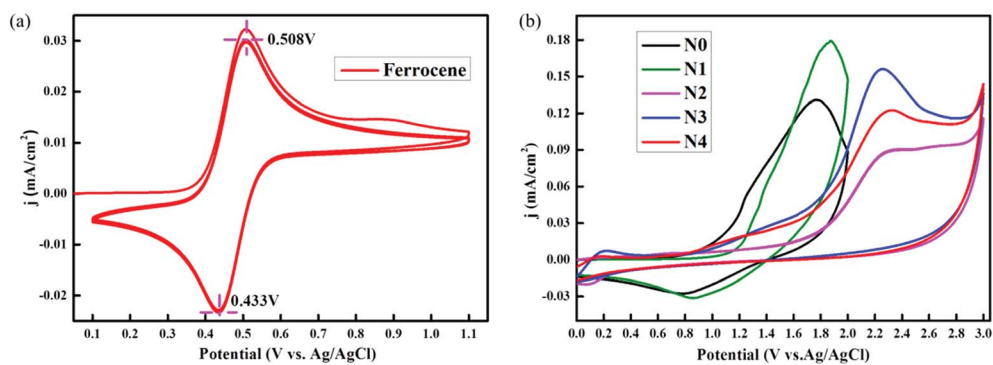 (a)
0.508V
Ferrocene
0.433V
0.03
0.02
0.01
0.00
-0.01
-0.02
j (mA/cm²)
0.1 0.2 0.3 0.4 0.5 0.6 0.7 0.8 0.9 1.0 1.1
Potential (V vs. Ag/AgCl)
(b)
N0
N1
N2
N3
N4
0.18
0.15
0.12
0.09
0.06
0.03
0.00
-0.03
j (mA/cm²)
0.0 0.2 0.4 0.6 0.8 1.0 1.2 1.4 1.6 1.8 2.0 2.2 2.4 2.6 2.8 3.0
Potential (V vs.Ag/AgCl)